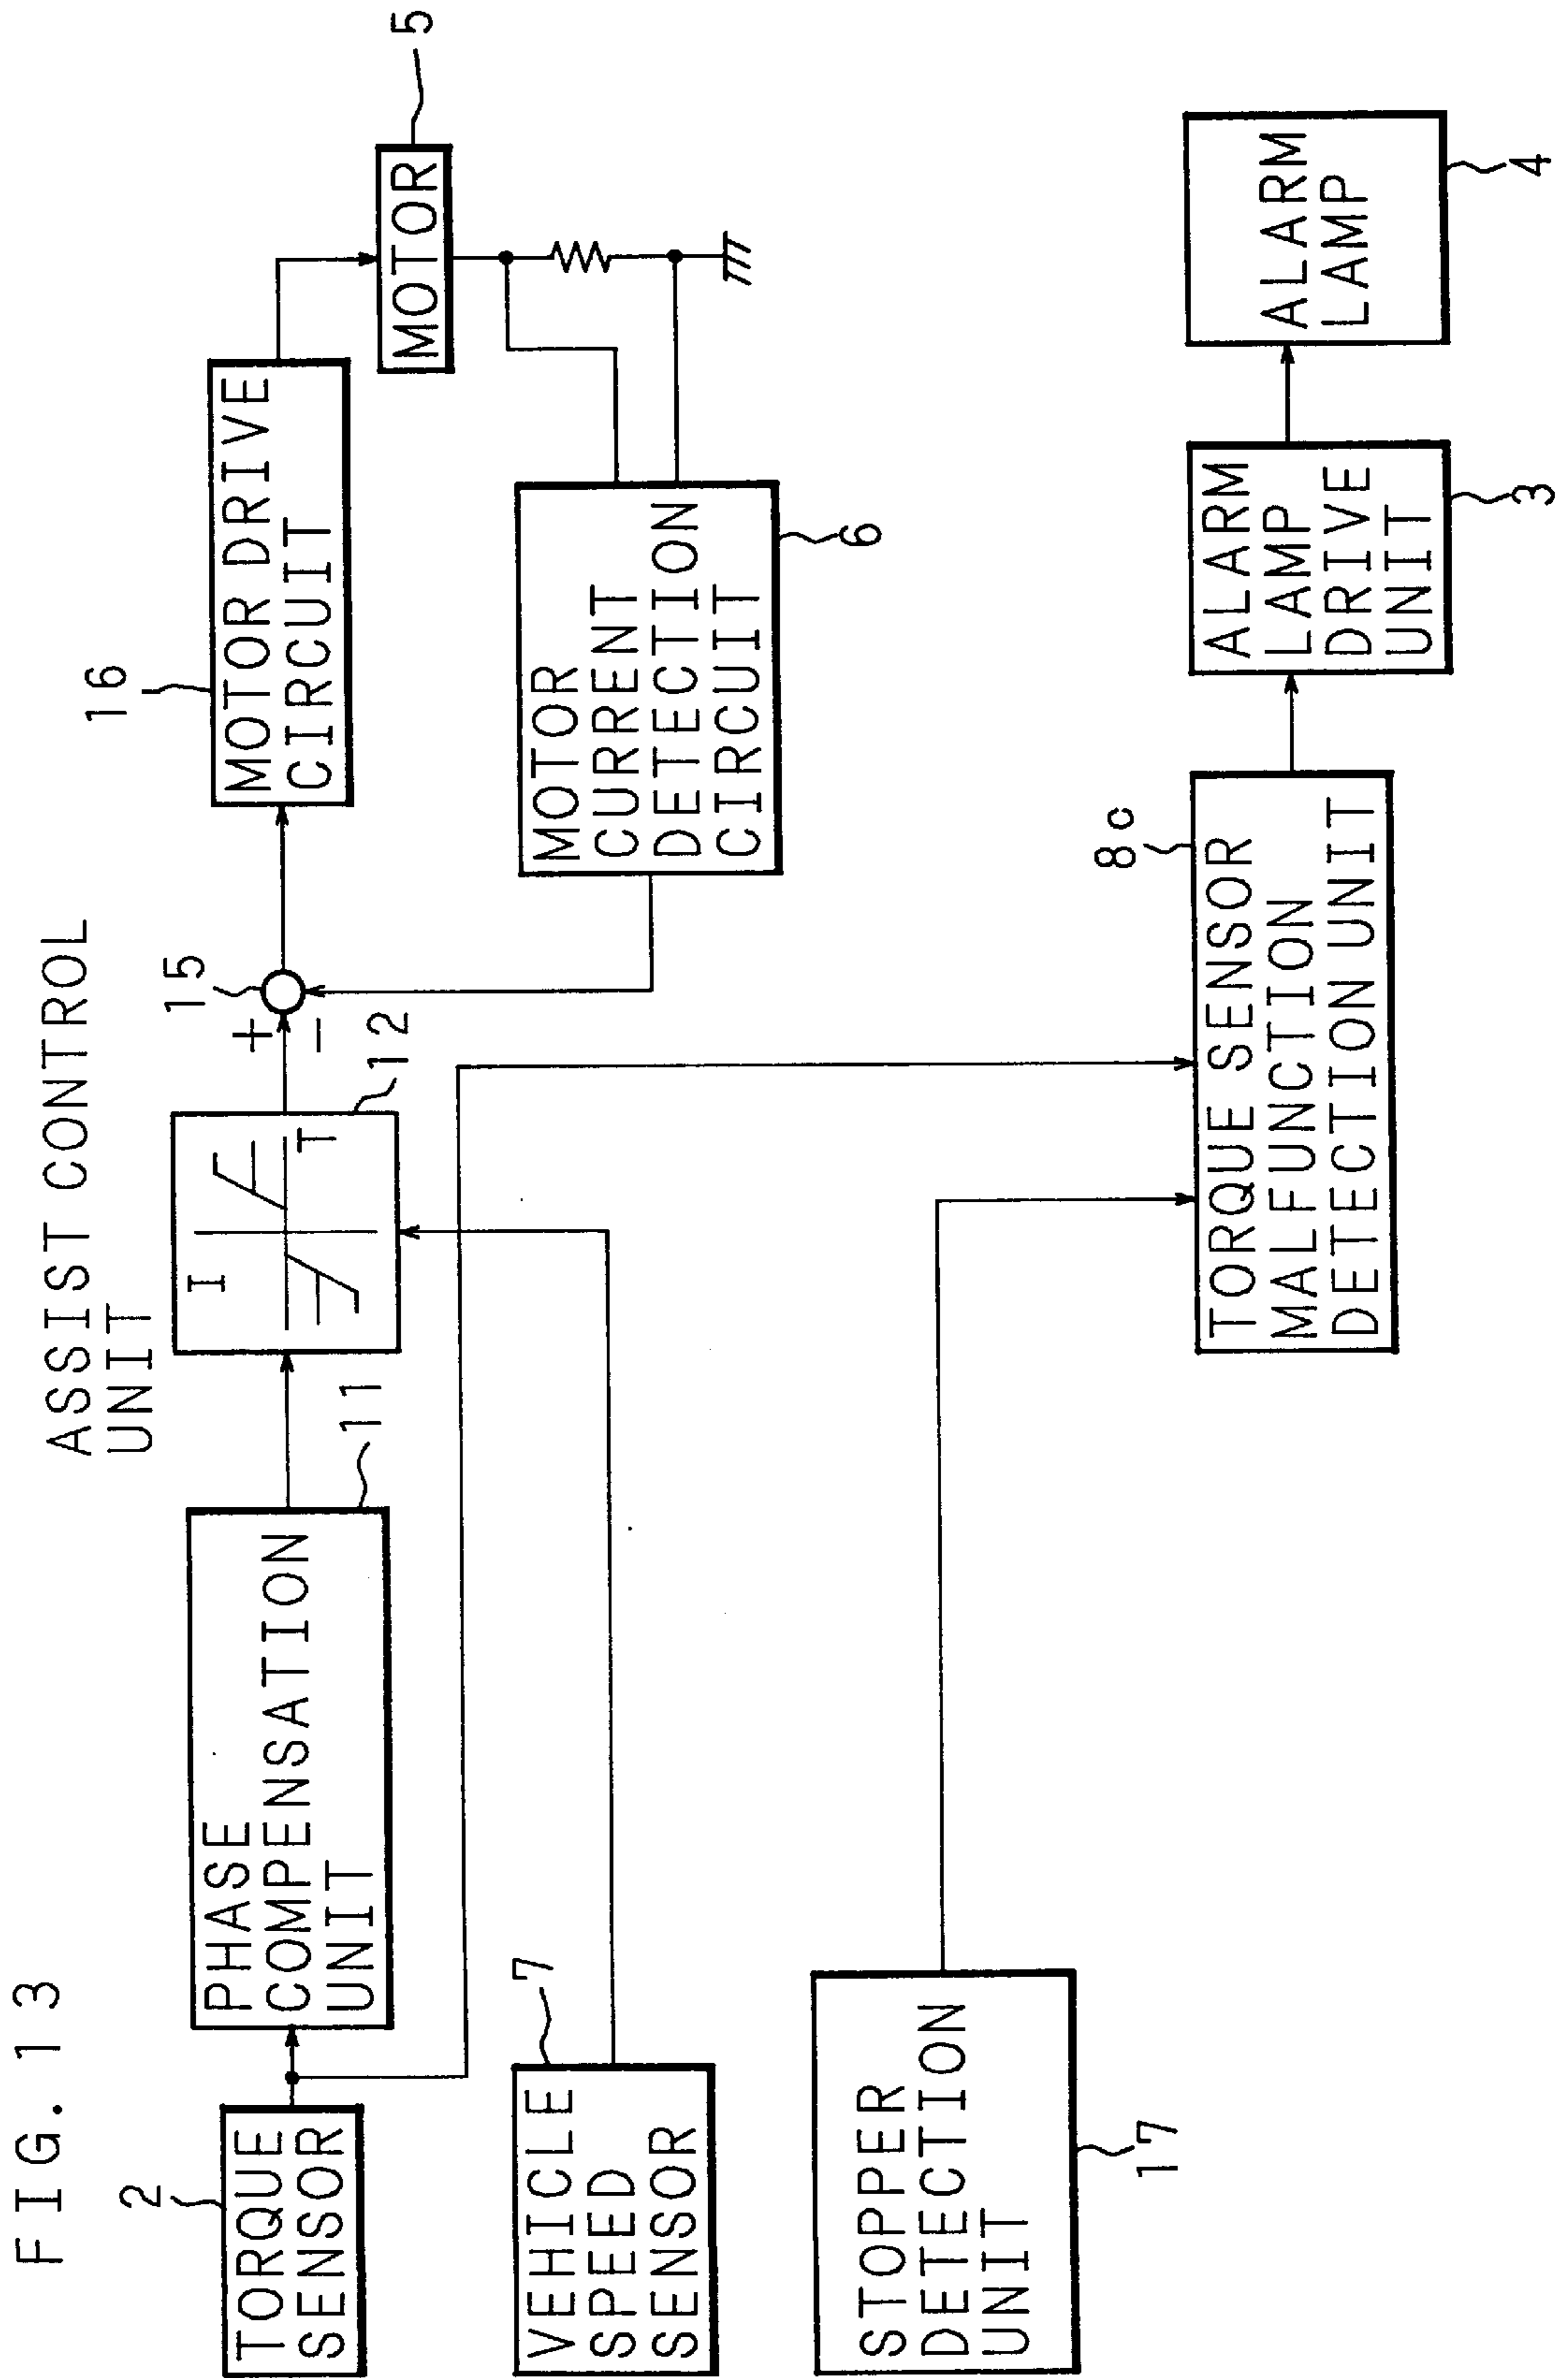 FIG. 13
ASSIST CONTROL
UNIT
2
TORQUE
SENSOR
PHASE
COMPENSATION
UNIT
11
I
T
12
+
−
15
16
MOTOR DRIVE
CIRCUIT
MOTOR
5
7
VEHICLE
SPEED
SENSOR
MOTOR
CURRENT
DETECTION
CIRCUIT
6
STOPPER
DETECTION
UNIT
17
8c
TORQUE SENSOR
MALFUNCTION
DETECTION UNIT
ALARM
LAMP
DRIVE
UNIT
3
ALARM
LAMP
4